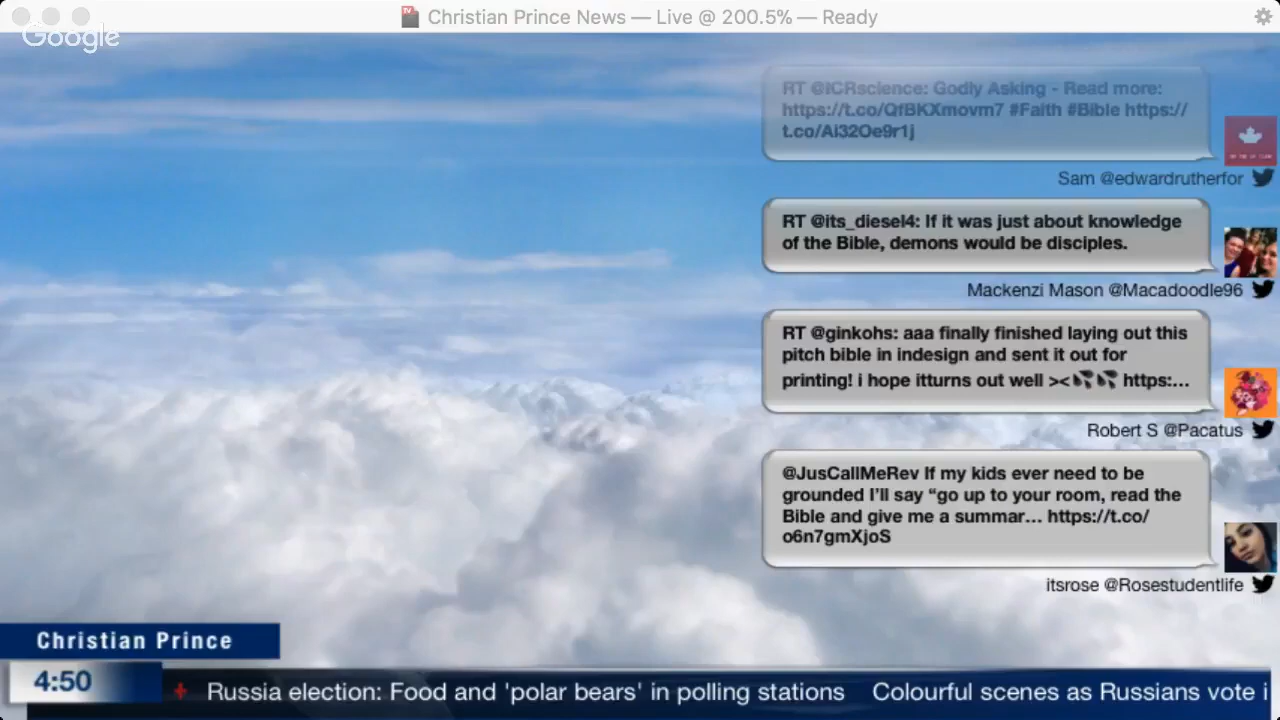 Christian Prince News — Live @ 200.5% — Ready
Google
RT @ICRscience: Godly Asking - Read more:
https://t.co/QfBKXmovm7 #Faith #Bible https://
t.co/Ai32Oe9r1j
Sam @edwardrutherfor
RT @its_diesel4: If it was just about knowledge
of the Bible, demons would be disciples.
Mackenzi Mason @Macadoodle96
RT @ginkohs: aaa finally finished laying out this
pitch bible in indesign and sent it out for
printing! i hope itturns out well >< 💦💦 https:...
Robert S @Pacatus
@JusCallMeRev If my kids ever need to be
grounded I’ll say “go up to your room, read the
Bible and give me a summar… https://t.co/
o6n7gmXjoS
itsrose @Rosestudentlife
Christian Prince
4:50
Russia election: Food and 'polar bears' in polling stations Colourful scenes as Russians vote i